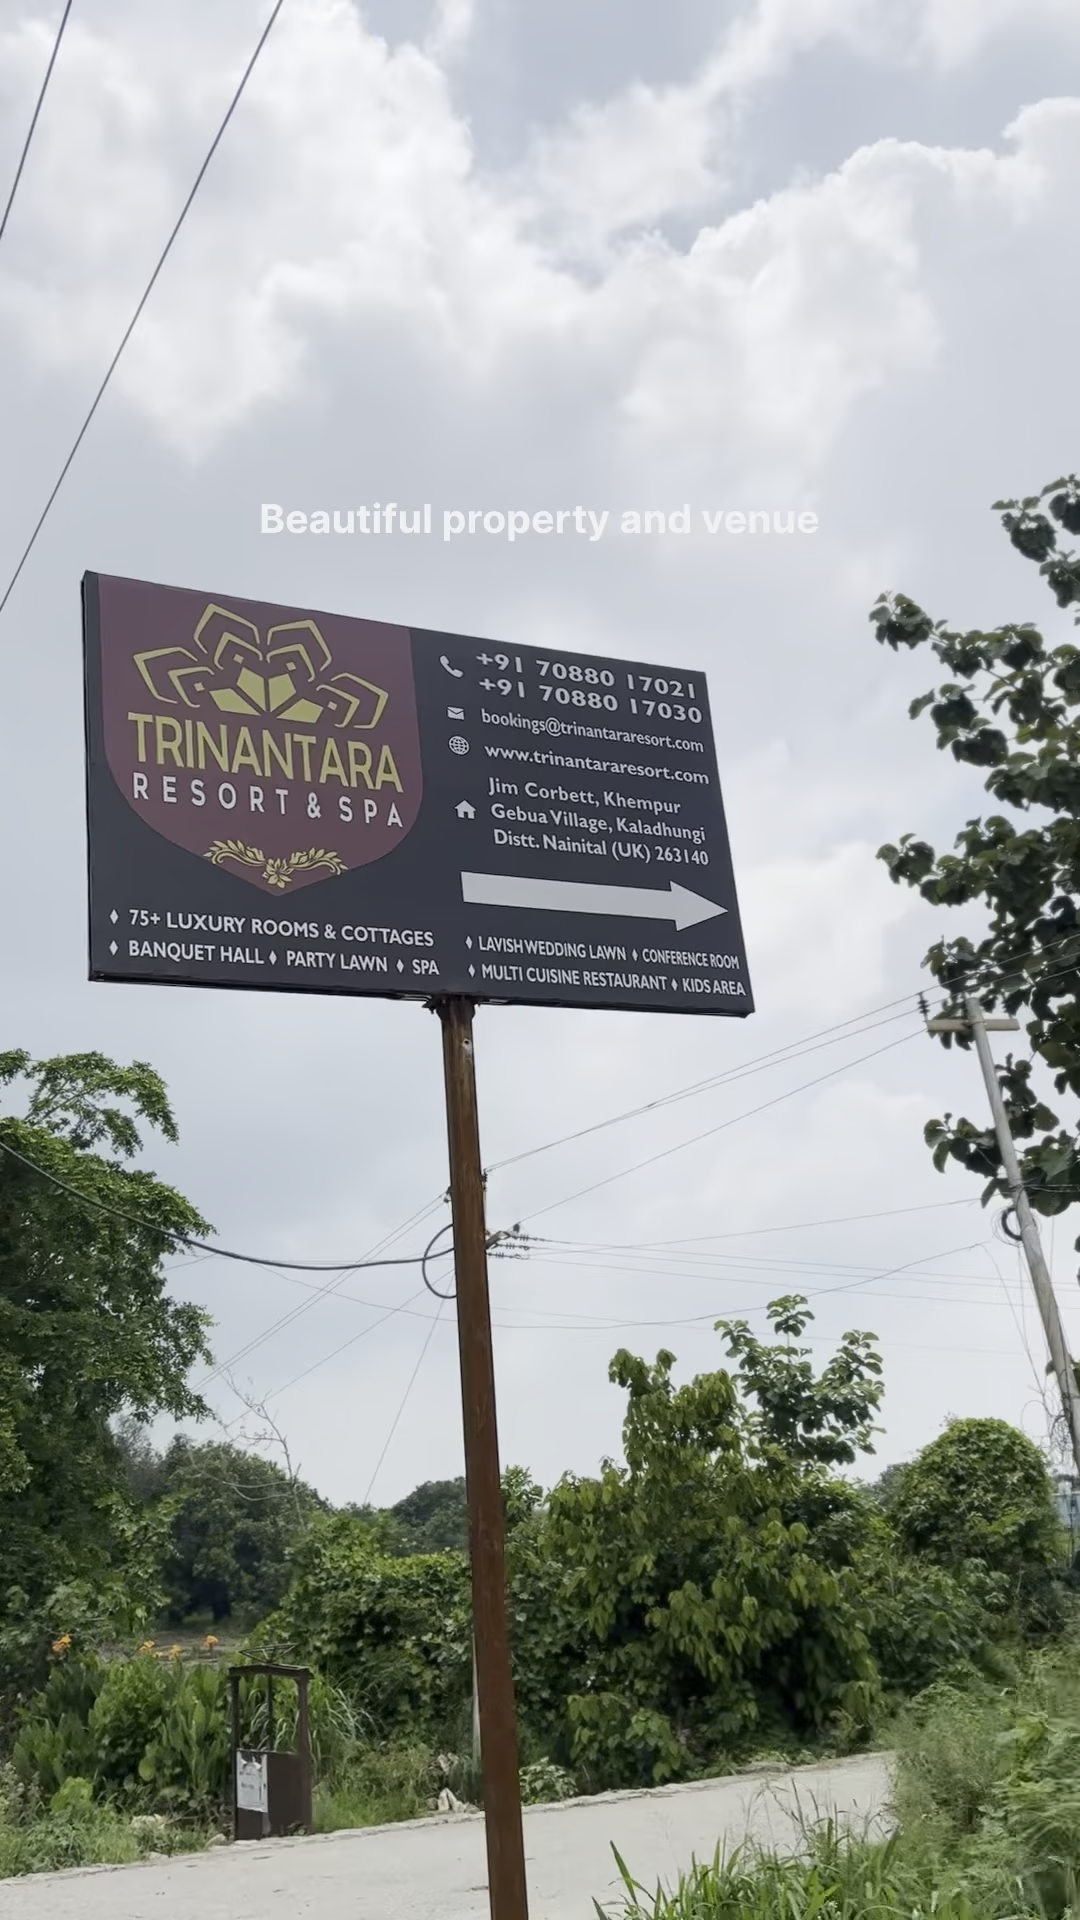 Beautiful property and venue
TRINANTARA
RESORT & SPA
+91 70880 17021
+91 70880 17030
bookings@trinantararesort.com
www.trinantararesort.com
Jim Corbett, Khempur
Gebua Village, Kaladhungi
Distt. Nainital (UK) 263140
♦ 75+ LUXURY ROOMS & COTTAGES
♦ BANQUET HALL ♦ PARTY LAWN ♦ SPA
♦ LAVISH WEDDING LAWN ♦ CONFERENCE ROOM
♦ MULTI CUISINE RESTAURANT ♦ KIDS AREA